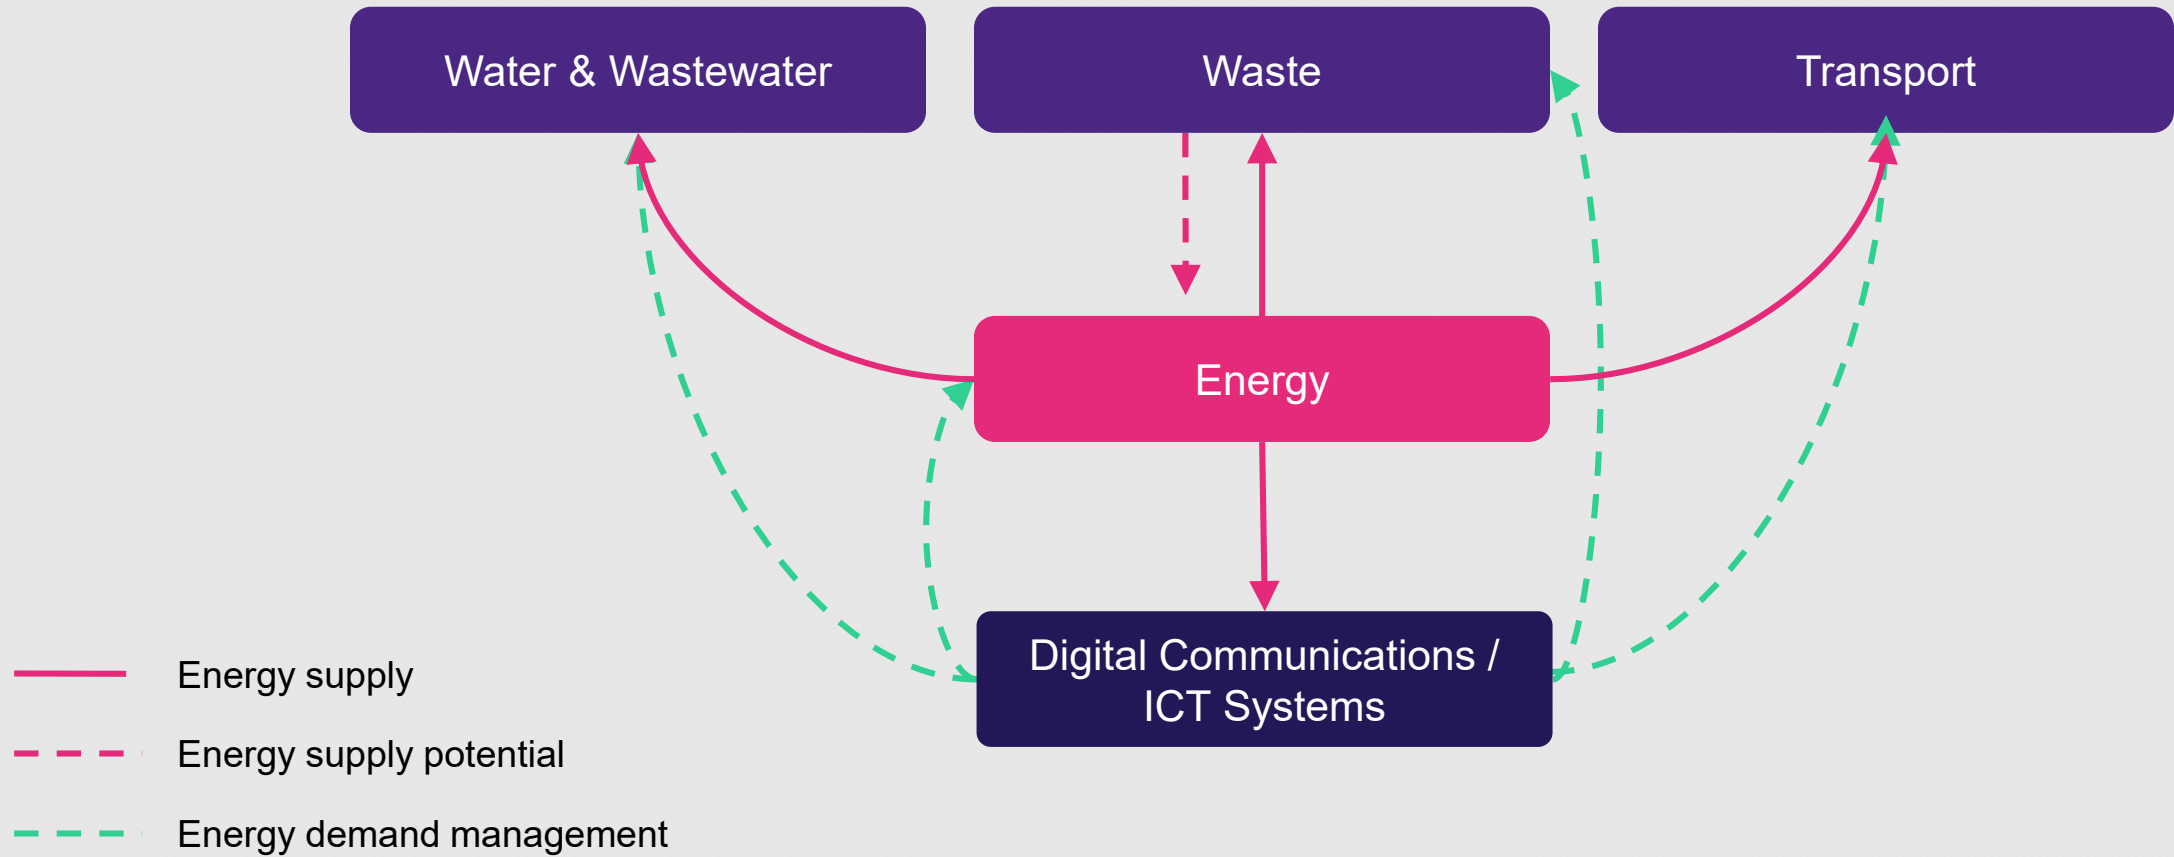 Water & Wastewater
Waste
Transport
Energy
Digital Communications /
ICT Systems
Energy supply
Energy supply potential
Energy demand management